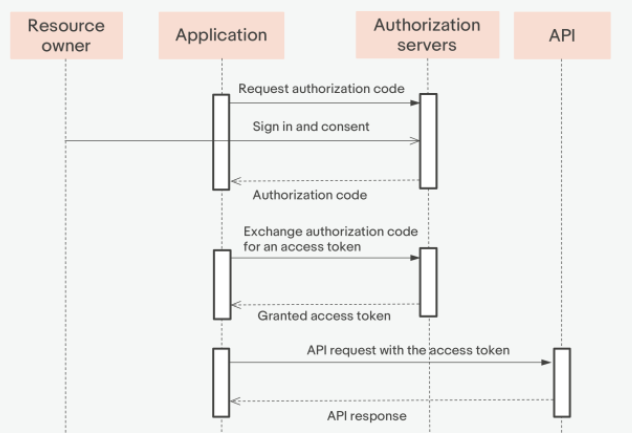 Resource
owner
Application
Authorization
servers
API
Request authorization code
Sign in and consent
Authorization code
Exchange authorization code
for an access token
Granted access token
API request with the access token
API response